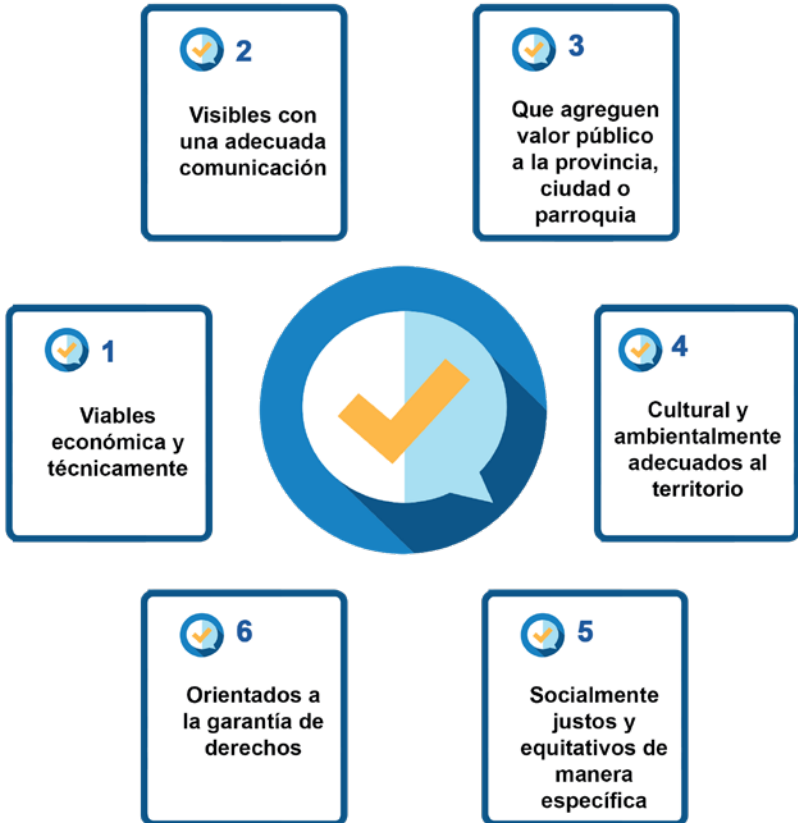 1
Viables
económica y
técnicamente
2
Visibles con
una adecuada
comunicación
3
Que agreguen
valor público
a la provincia,
ciudad o
parroquia
4
Cultural y
ambientalmente
adecuados al
territorio
5
Socialmente
justos y
equitativos de
manera
específica
6
Orientados a
la garantía de
derechos